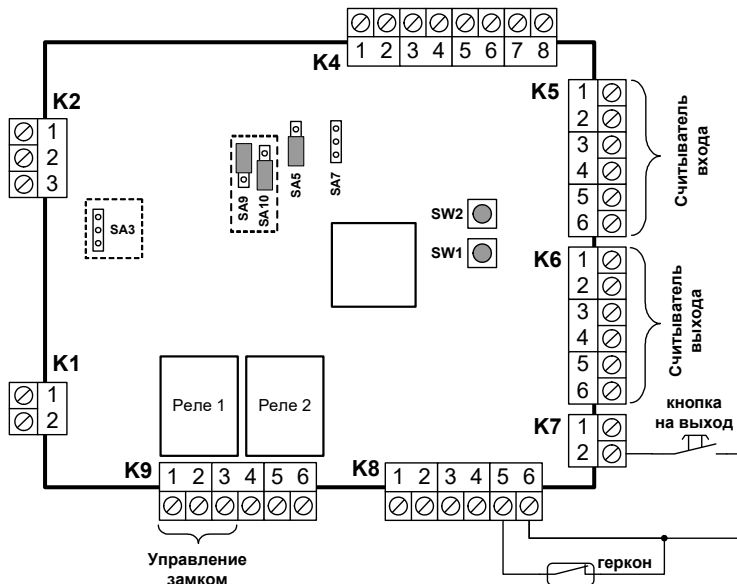 K4
1 2 3 4 5 6 7 8
K2
1
2
3
K5
1
2
3
4
5
6
Считыватель
входа
SA9
SA10
SA5
SA7
SA3
SW2
SW1
K6
1
2
3
4
5
6
Считыватель
выхода
K1
1
2
Реле 1
Реле 2
K7
1
2
кнопка
на выход
K9
1 2 3 4 5 6
K8
1 2 3 4 5 6
Управление
замком
геркон